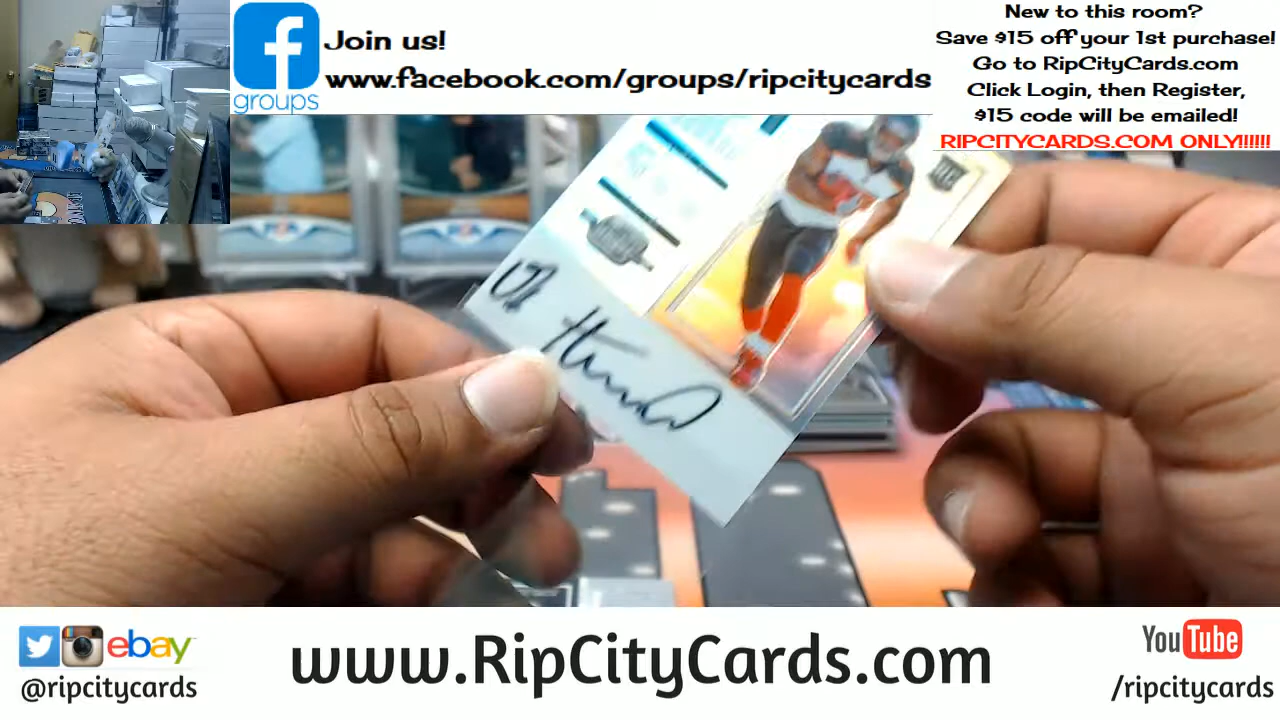 groups
Join us!
www.facebook.com/groups/ripcitycards
New to this room?
Save $15 off your 1st purchase!
Go to RipCityCards.com
Click Login, then Register,
$15 code will be emailed!
RIPCITYCARDS.COM ONLY!!!!!!
ebay
@ripcitycards
www.RipCityCards.com
YouTube
/ripcitycards